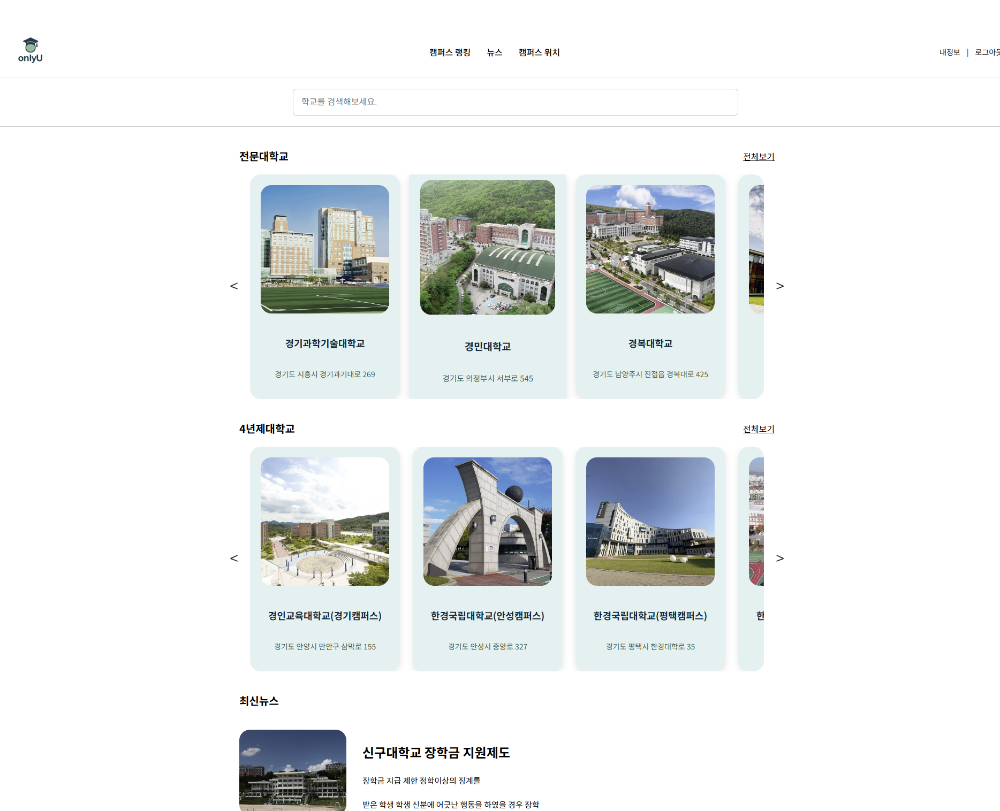 onlyU
캠퍼스 랭킹 뉴스 캠퍼스 위치
내정보 | 로그아웃
학교를 검색해보세요.
전문대학교 전체보기
< >
경기과학기술대학교 경민대학교 경복대학교
경기도 시흥시 경기과기대로 269 경기도 의정부시 서부로 545 경기도 남양주시 진접읍 경복대로 425
4년제대학교 전체보기
< >
경인교육대학교(경기캠퍼스) 한경국립대학교(안성캠퍼스) 한경국립대학교(평택캠퍼스) 한
경기도 안양시 만안구 삼막로 155 경기도 안성시 중앙로 327 경기도 평택시 한경대학로 35
최신뉴스
신구대학교 장학금 지원제도
장학금 지급 제한 정학이상의 징계를
받은 학생 학생 신분에 어긋난 행동을 하였을 경우 장학